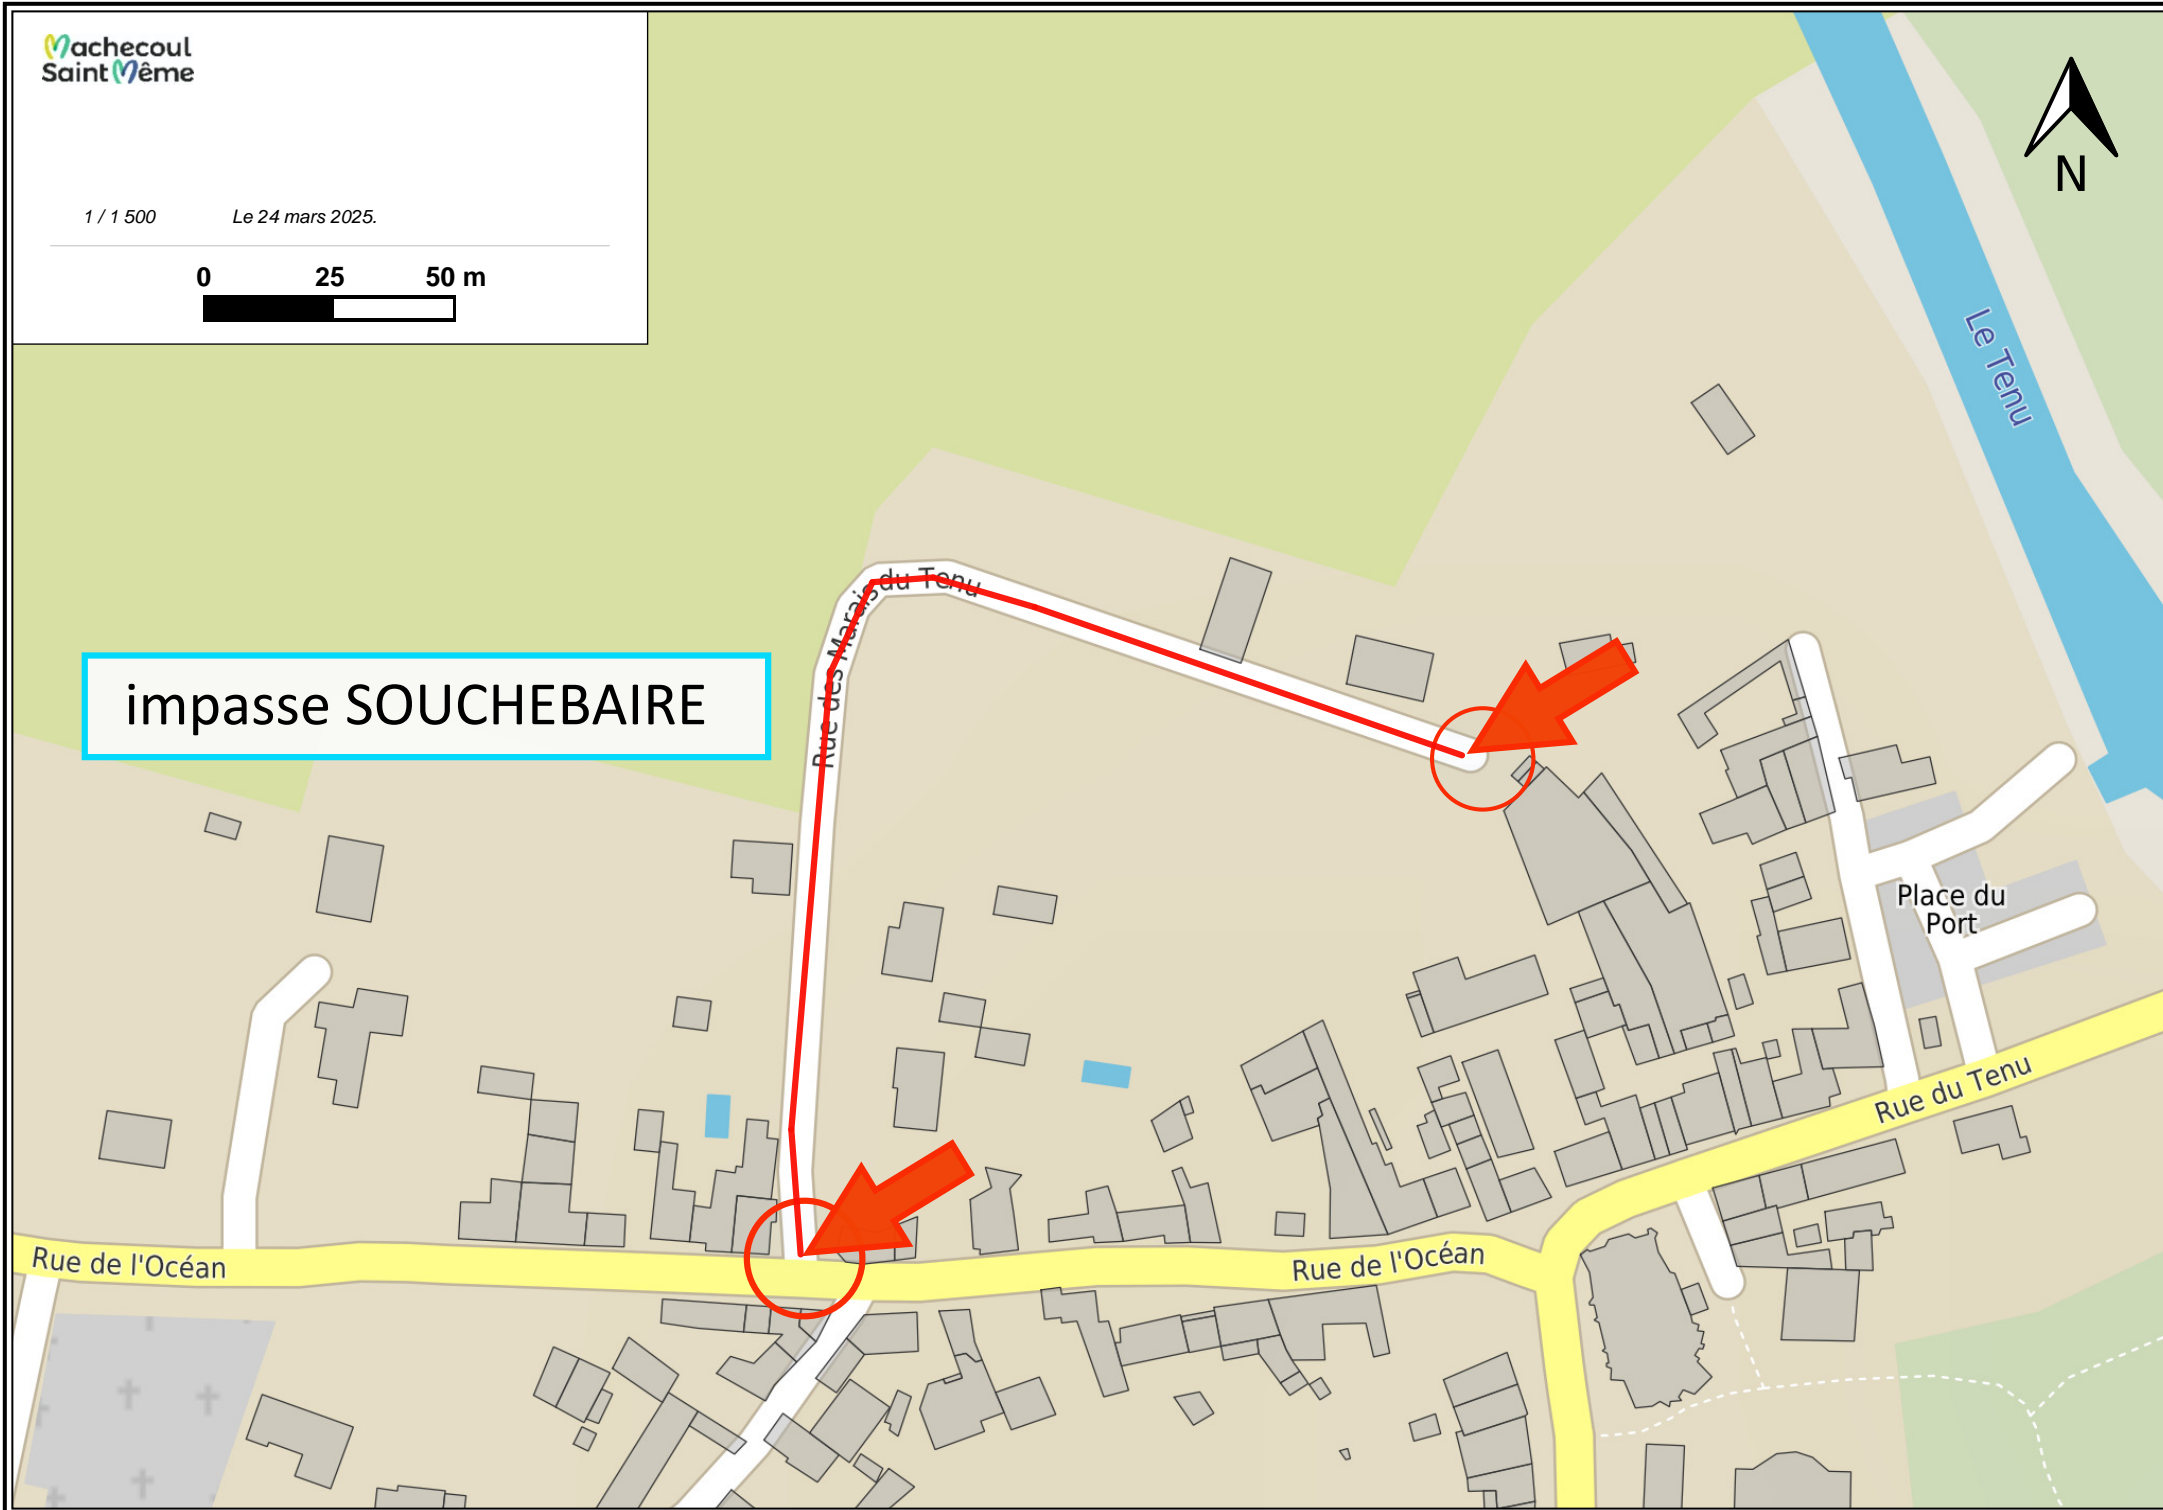 Machecoul
Saint Même
1 / 1 500
Le 24 mars 2025.
0 25 50 m
N
Le Tenu
Rue des Marais du Tenu
impasse SOUCHEBAIRE
Place du
Port
Rue du Tenu
Rue de l'Océan
Rue de l'Océan